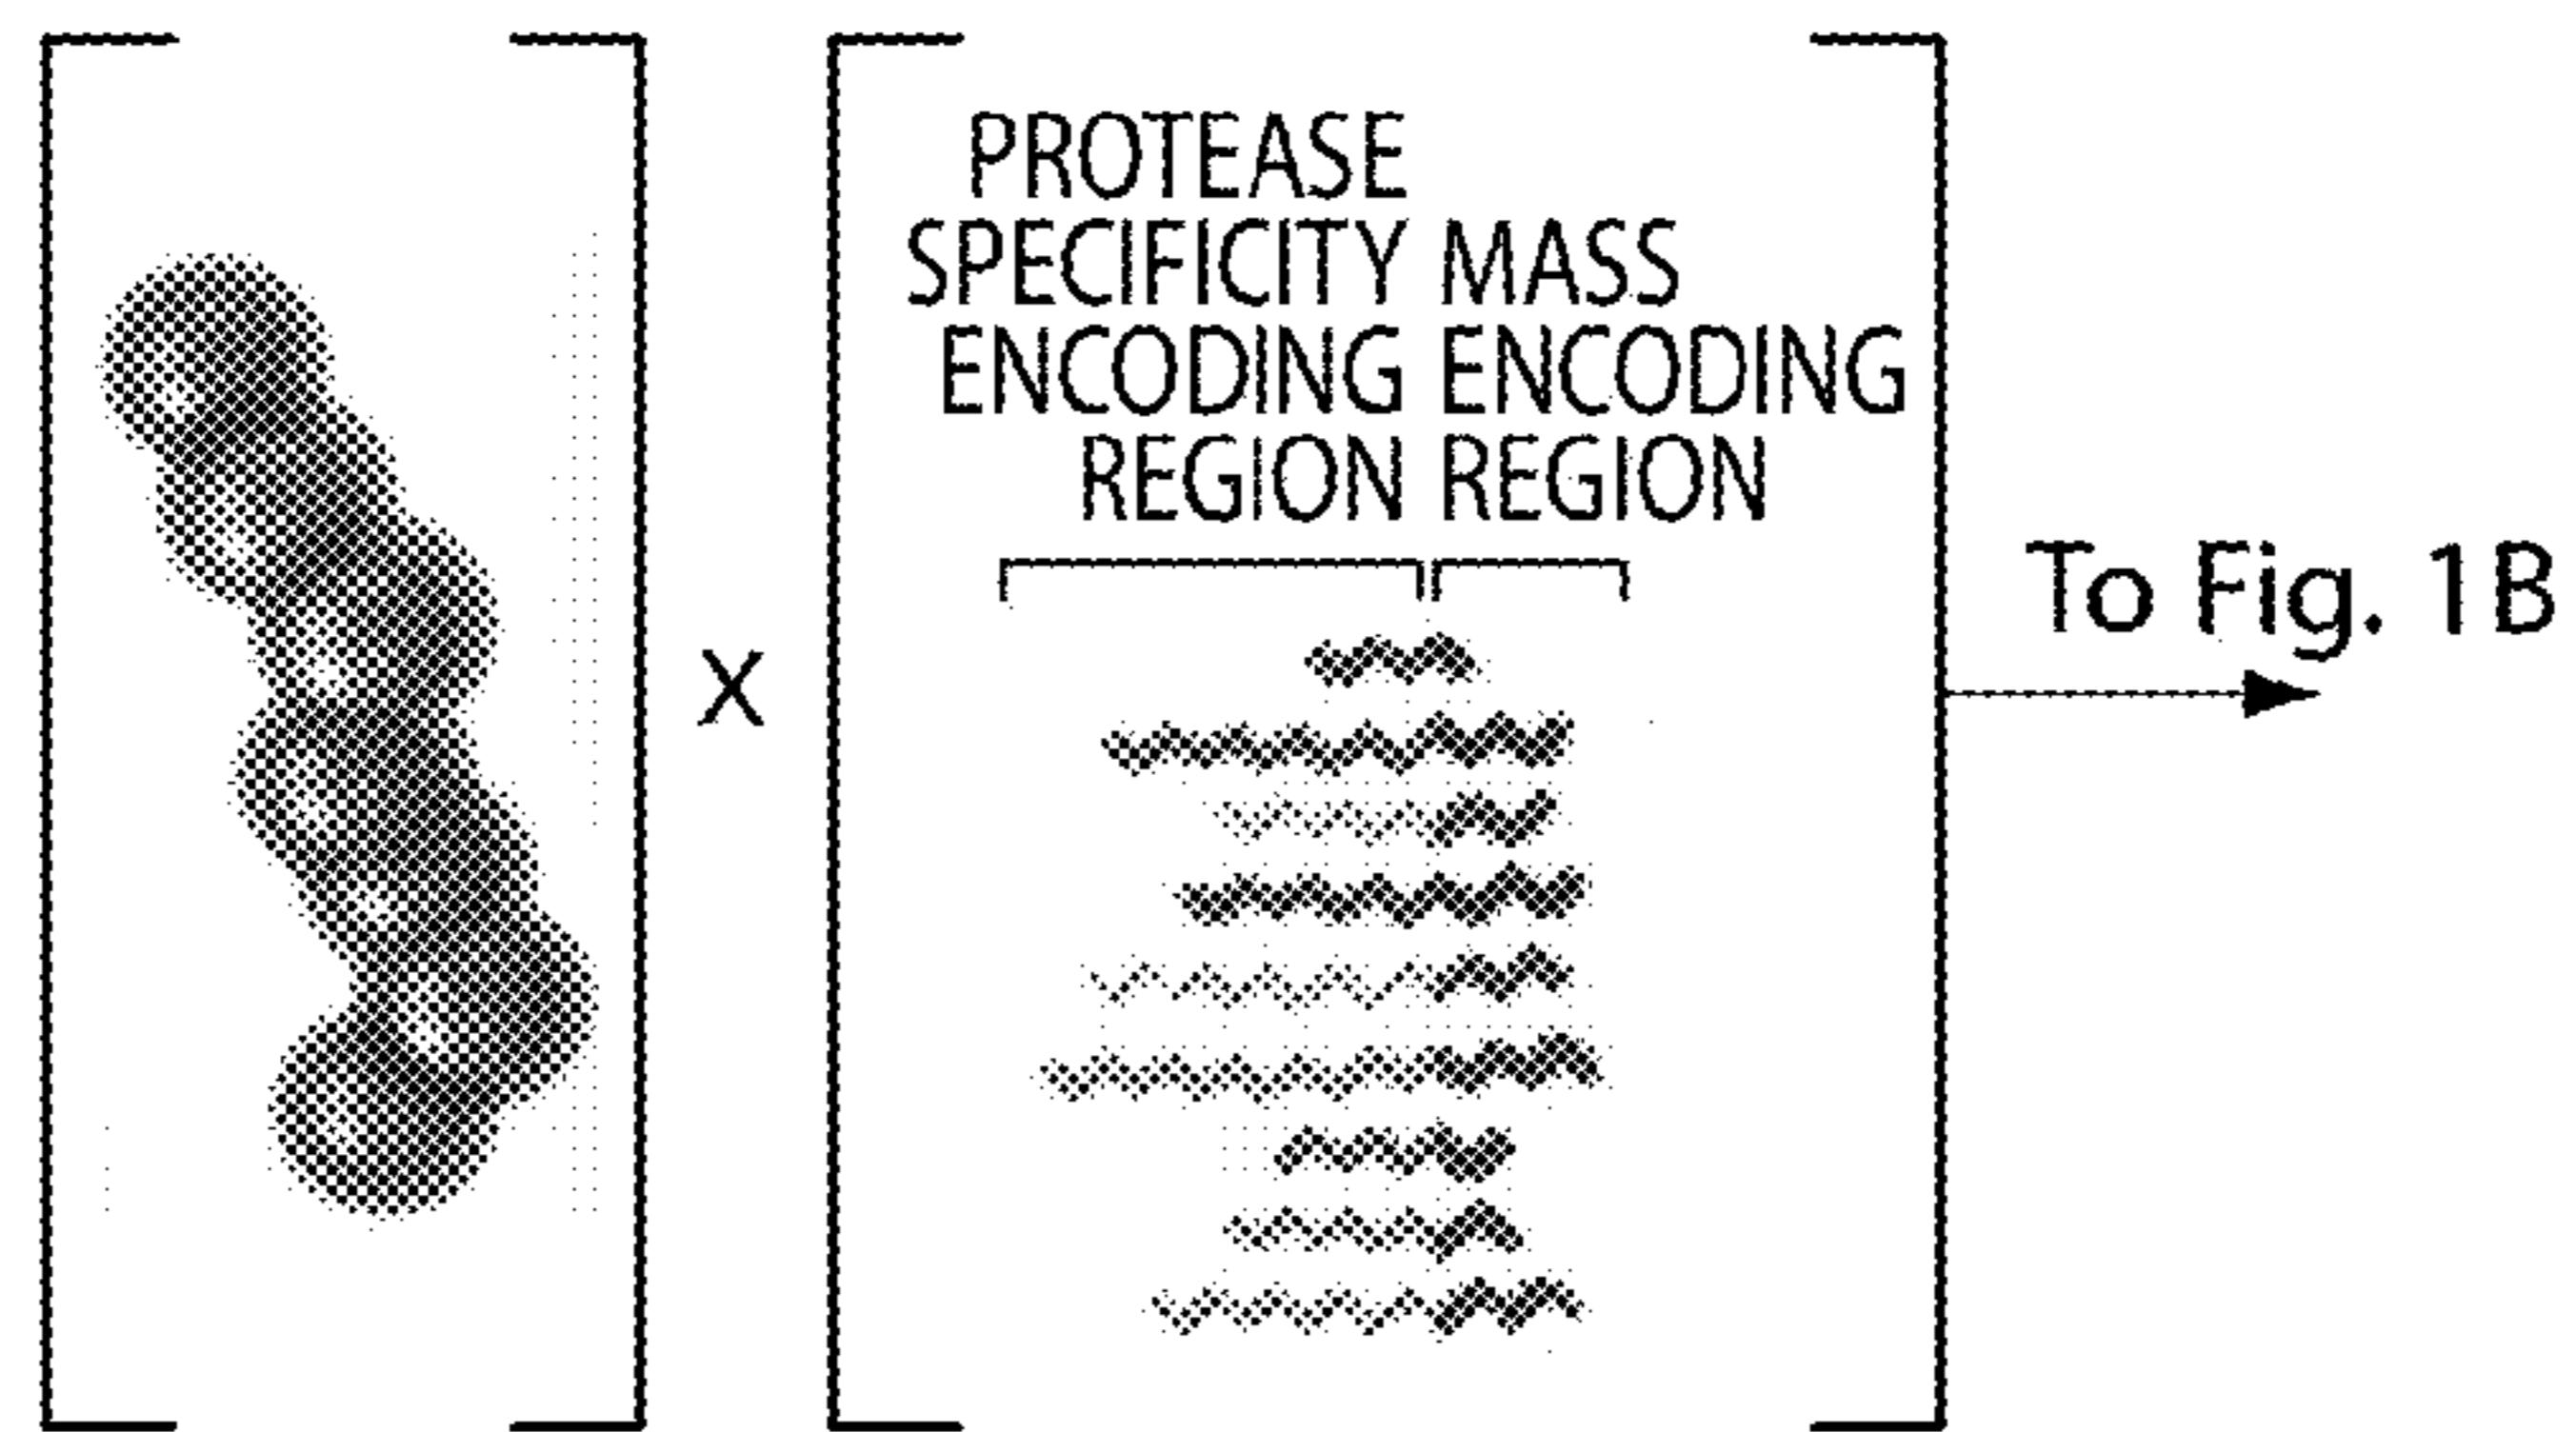 PROTEASE
SPECIFICITY MASS
ENCODING ENCODING
REGION REGION
X
To Fig. 1B